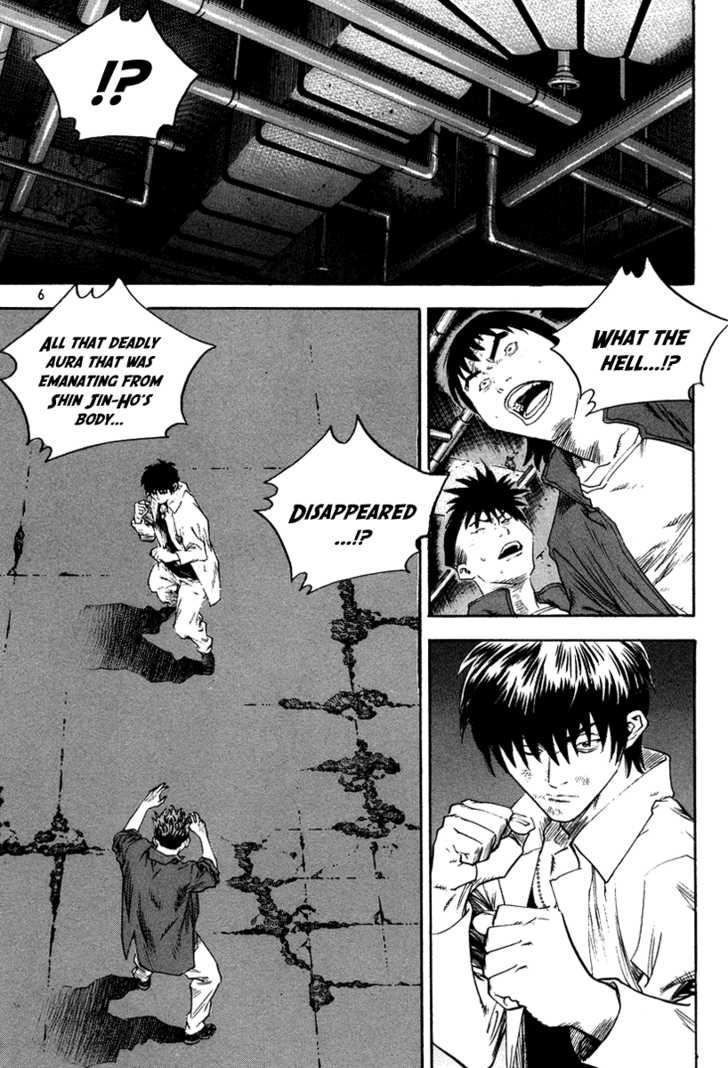 !?
6
ALL THAT DEADLY
AURA THAT WAS
EMANATING FROM
SHIN JIN-HO'S
BODY...
DISAPPEARED
...!?
WHAT THE
HELL...!?